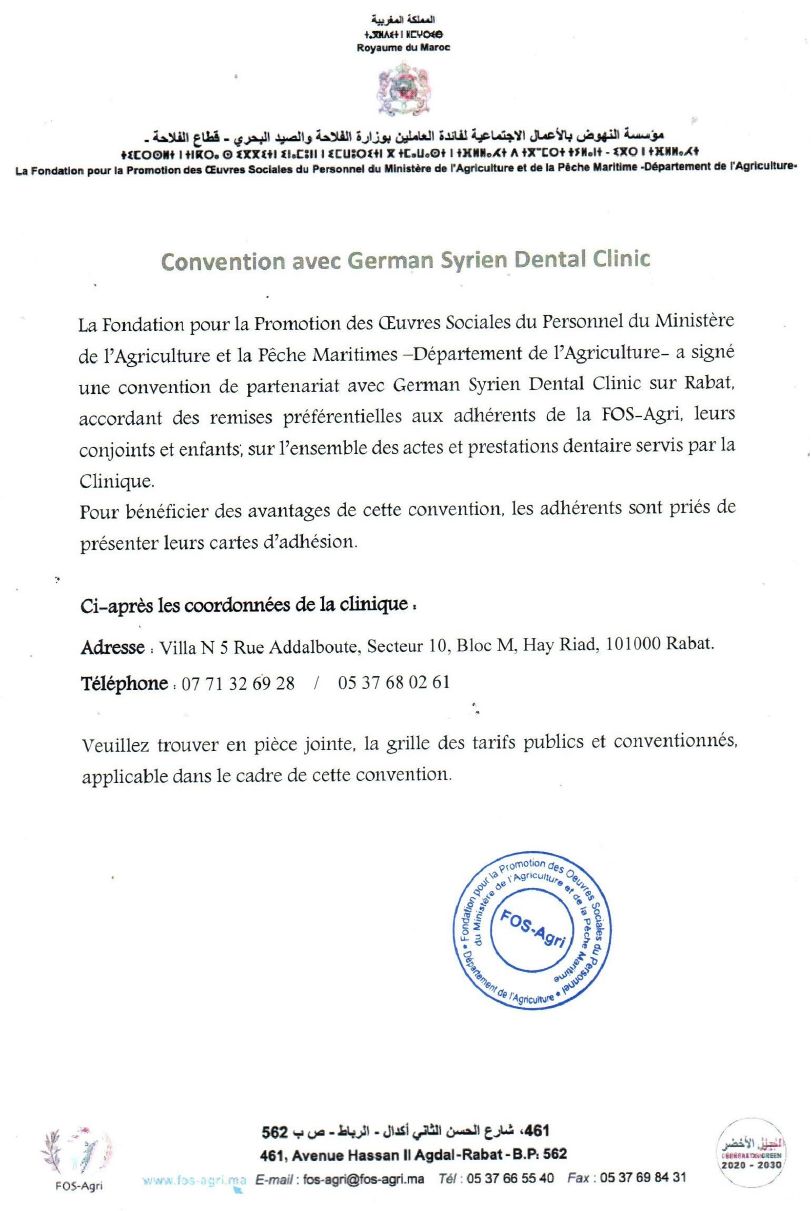 المملكة المغربية
ⵜⴰⴳⵍⴷⵉⵜ ⵏ ⵍⵎⵖⵔⵉⴱ
Royaume du Maroc
مؤسسة النهوض بالأعمال الاجتماعية لفائدة العاملين بوزارة الفلاحة والصيد البحري - قطاع الفلاحة -
La Fondation pour la Promotion des Œuvres Sociales du Personnel du Ministère de l'Agriculture et de la Pêche Maritime -Département de l'Agriculture-
Convention avec German Syrien Dental Clinic
La Fondation pour la Promotion des Œuvres Sociales du Personnel du Ministère
de l'Agriculture et la Pêche Maritimes –Département de l'Agriculture- a signé
une convention de partenariat avec German Syrien Dental Clinic sur Rabat,
accordant des remises préférentielles aux adhérents de la FOS-Agri, leurs
conjoints et enfants, sur l'ensemble des actes et prestations dentaire servis par la
Clinique.
Pour bénéficier des avantages de cette convention, les adhérents sont priés de
présenter leurs cartes d'adhésion.
Ci-après les coordonnées de la clinique :
Adresse : Villa N 5 Rue Addalboute, Secteur 10, Bloc M, Hay Riad, 101000 Rabat.
Téléphone : 07 71 32 69 28 / 05 37 68 02 61
Veuillez trouver en pièce jointe, la grille des tarifs publics et conventionnés,
applicable dans le cadre de cette convention.
Fondation pour la Promotion des Oeuvres Sociales du Personnel
du Ministère de l'Agriculture et de la Pêche Maritime
Département de l'Agriculture
FOS-Agri
461، شارع الحسن الثاني أكدال - الرباط - ص ب 562
461, Avenue Hassan II Agdal-Rabat - B.P: 562
www.fos-agri.ma E-mail : fos-agri@fos-agri.ma Tél : 05 37 66 55 40 Fax : 05 37 69 84 31
FOS-Agri
الجيل الأخضر
GENERATION GREEN
2020 - 2030